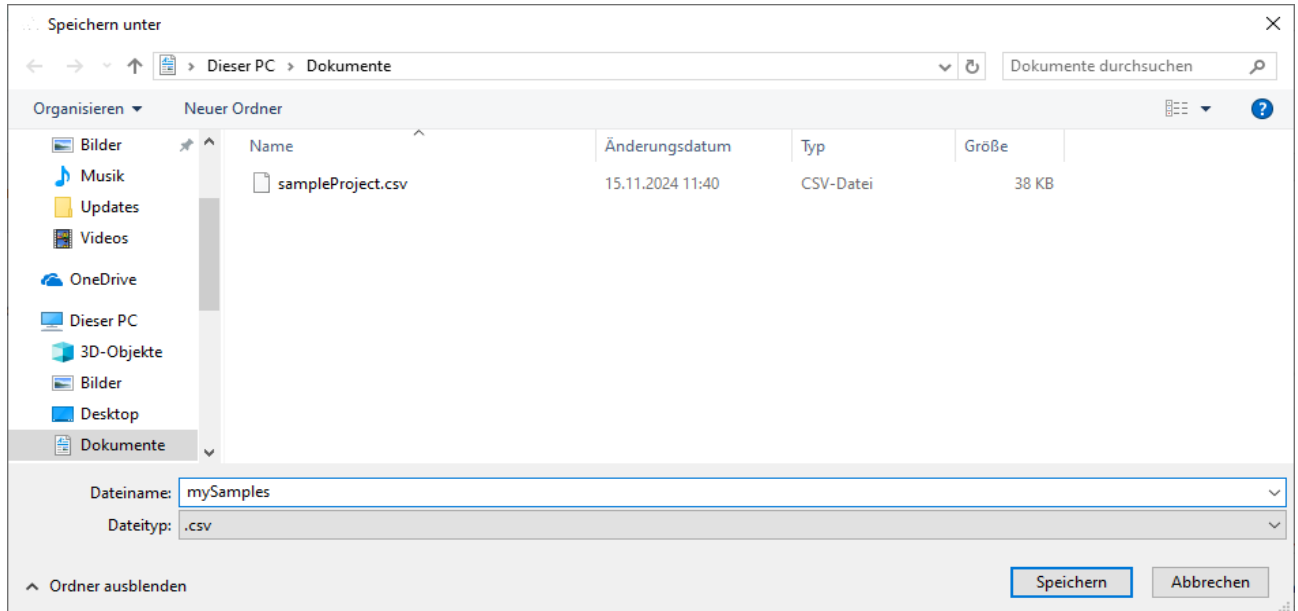 Speichern unter
Dieser PC > Dokumente
Dokumente durchsuchen
Organisieren Neuer Ordner
Bilder
Musik
Updates
Videos
OneDrive
Dieser PC
3D-Objekte
Bilder
Desktop
Dokumente
Name Änderungsdatum Typ Größe
sampleProject.csv 15.11.2024 11:40 CSV-Datei 38 KB
Dateiname: mySamples
Dateityp: .csv
Ordner ausblenden
Speichern Abbrechen